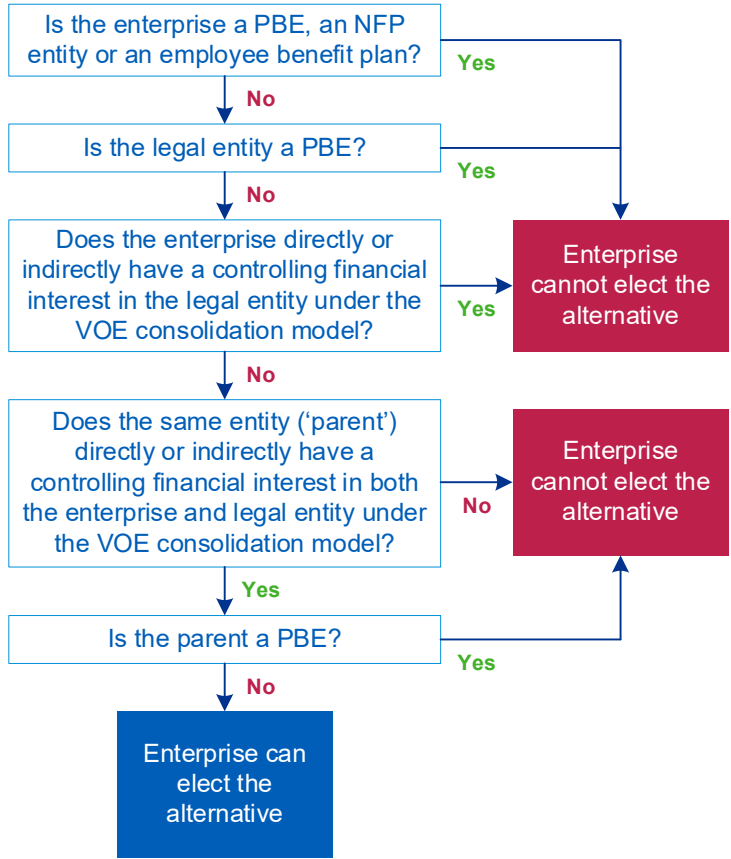 Is the enterprise a PBE, an NFP
entity or an employee benefit plan?
Yes
No
Is the legal entity a PBE?
Yes
No
Does the enterprise directly or
indirectly have a controlling financial
interest in the legal entity under the
VOE consolidation model?
Yes
Enterprise
cannot elect the
alternative
No
Does the same entity (‘parent’)
directly or indirectly have a
controlling financial interest in both
the enterprise and legal entity under
the VOE consolidation model?
No
Enterprise
cannot elect the
alternative
Yes
Is the parent a PBE?
Yes
No
Enterprise can
elect the
alternative